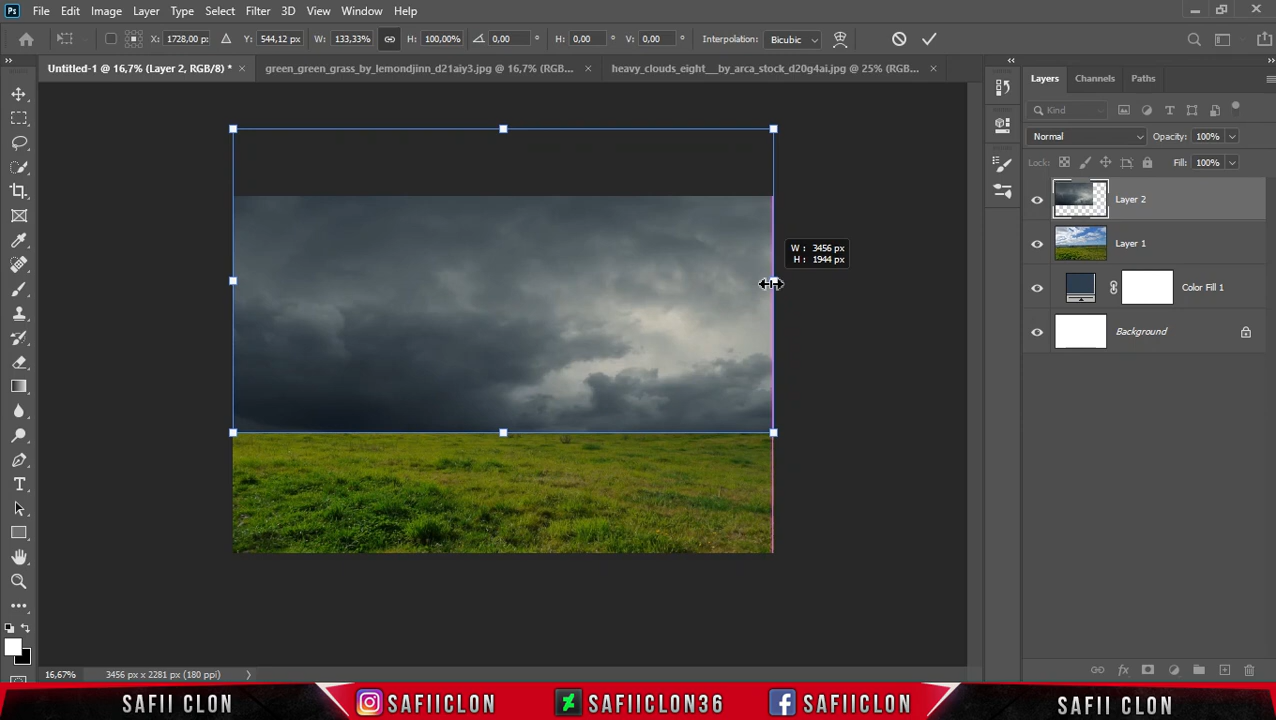 Ps File Edit Image Layer Type Select Filter 3D View Window Help
X: 1728,00 px Y: 544,12 px W: 133,33% H: 100,00% 0,00 ° H: 0,00 ° V: 0,00 ° Interpolation: Bicubic
Untitled-1 @ 16,7% (Layer 2, RGB/8) * × green_green_grass_by_lemondjinn_d21aiy3.jpg @ 16,7% (RGB... × heavy_clouds_eight__by_arca_stock_d20g4ai.jpg @ 25% (RGB... ×
Layers Channels Paths
Kind
Normal Opacity: 100%
Lock: Fill: 100%
Layer 2
Layer 1
Color Fill 1
Background
W : 3456 px
H : 1944 px
16,67% 3456 px x 2281 px (180 ppi)
SAFII CLON SAFIICLON SAFIICLON36 SAFIICLON SAFII CLON